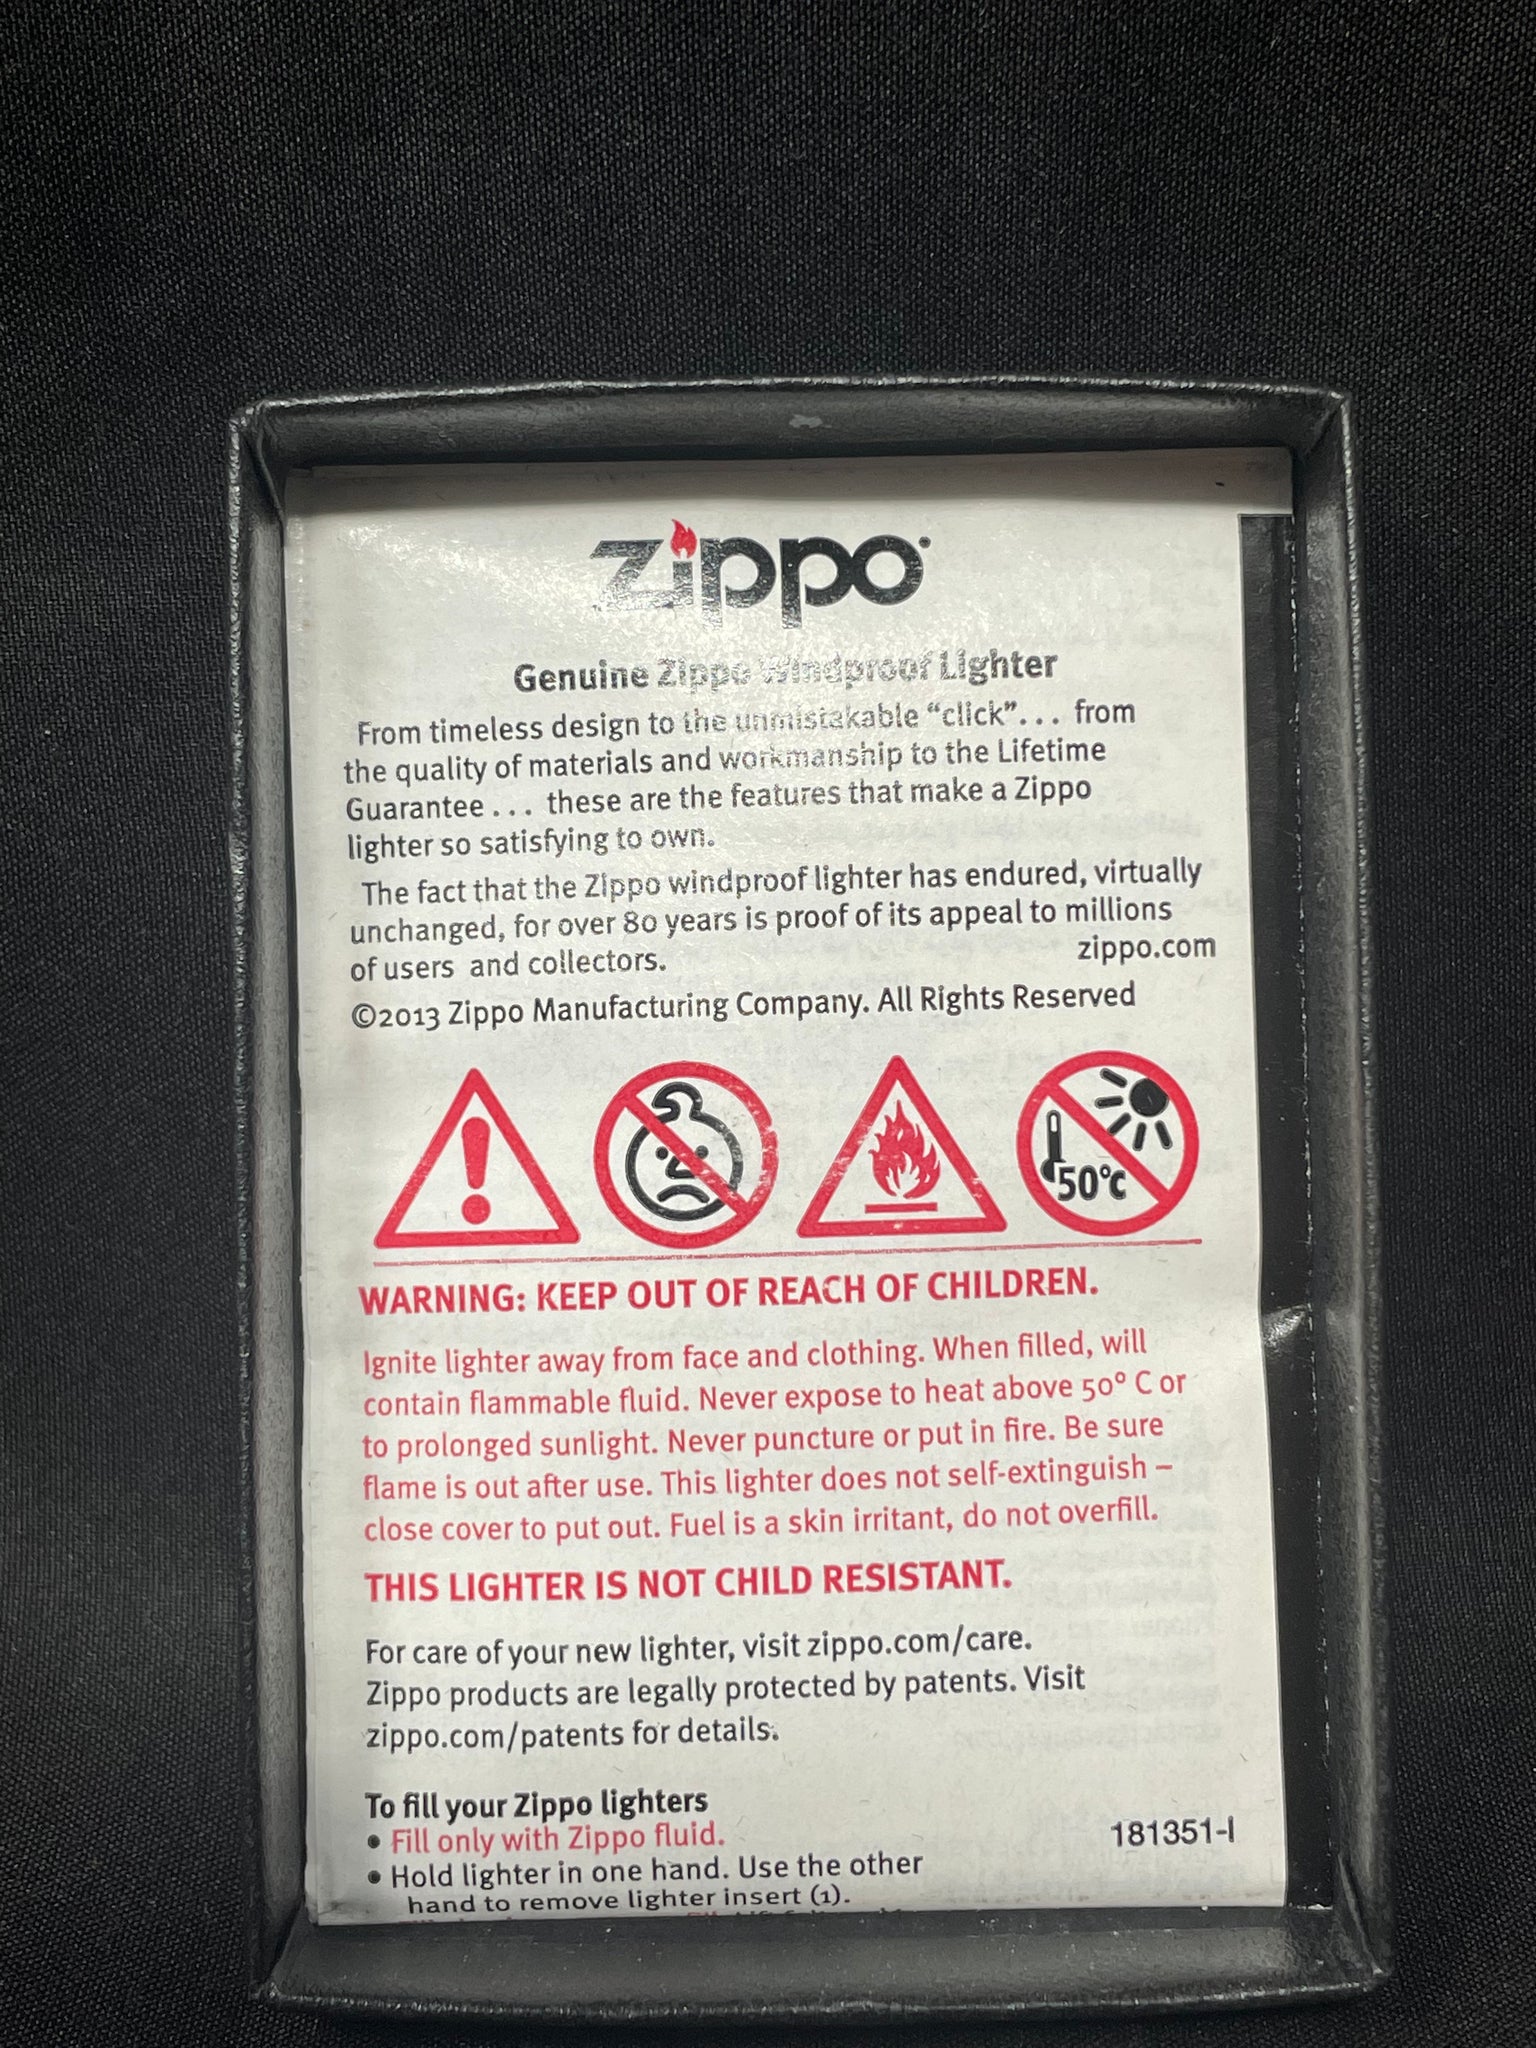 Zippo
Genuine Zippo Windproof Lighter
From timeless design to the unmistakable “click”... from
the quality of materials and workmanship to the Lifetime
Guarantee... these are the features that make a Zippo
lighter so satisfying to own.
The fact that the Zippo windproof lighter has endured, virtually
unchanged, for over 80 years is proof of its appeal to millions
of users and collectors. zippo.com
©2013 Zippo Manufacturing Company. All Rights Reserved
50°c
WARNING: KEEP OUT OF REACH OF CHILDREN.
Ignite lighter away from face and clothing. When filled, will
contain flammable fluid. Never expose to heat above 50° C or
to prolonged sunlight. Never puncture or put in fire. Be sure
flame is out after use. This lighter does not self-extinguish –
close cover to put out. Fuel is a skin irritant, do not overfill.
THIS LIGHTER IS NOT CHILD RESISTANT.
For care of your new lighter, visit zippo.com/care.
Zippo products are legally protected by patents. Visit
zippo.com/patents for details.
To fill your Zippo lighters
• Fill only with Zippo fluid.
181351-I
• Hold lighter in one hand. Use the other
hand to remove lighter insert (1).